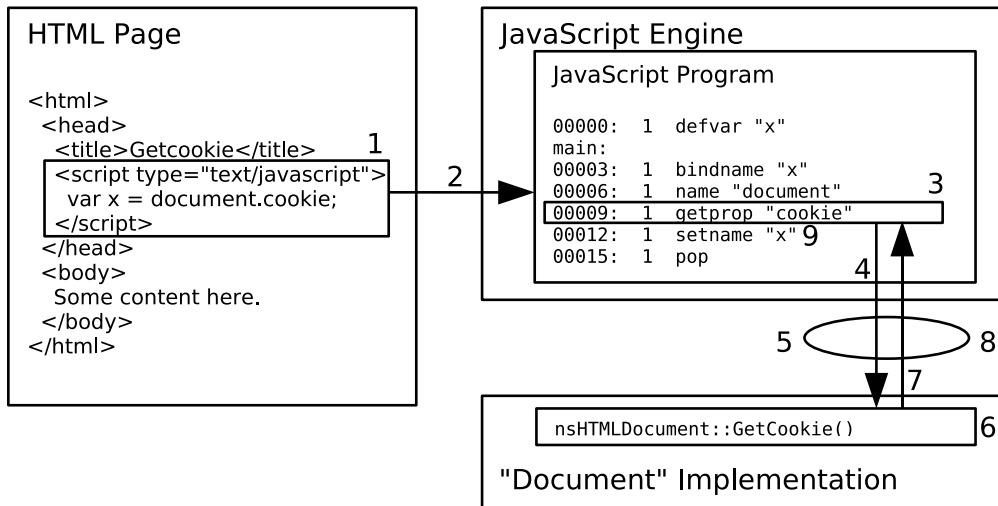 HTML Page
<html>
<head>
<title>Getcookie</title>
1
<script type="text/javascript">
var x = document.cookie;
</script>
</head>
<body>
Some content here.
</body>
</html>
2
JavaScript Engine
JavaScript Program
00000: 1 defvar "x"
main:
00003: 1 bindname "x"
00006: 1 name "document"
3
00009: 1 getprop "cookie"
00012: 1 setname "x" 9
00015: 1 pop
4
5
8
7
nsHTMLDocument::GetCookie()
6
"Document" Implementation